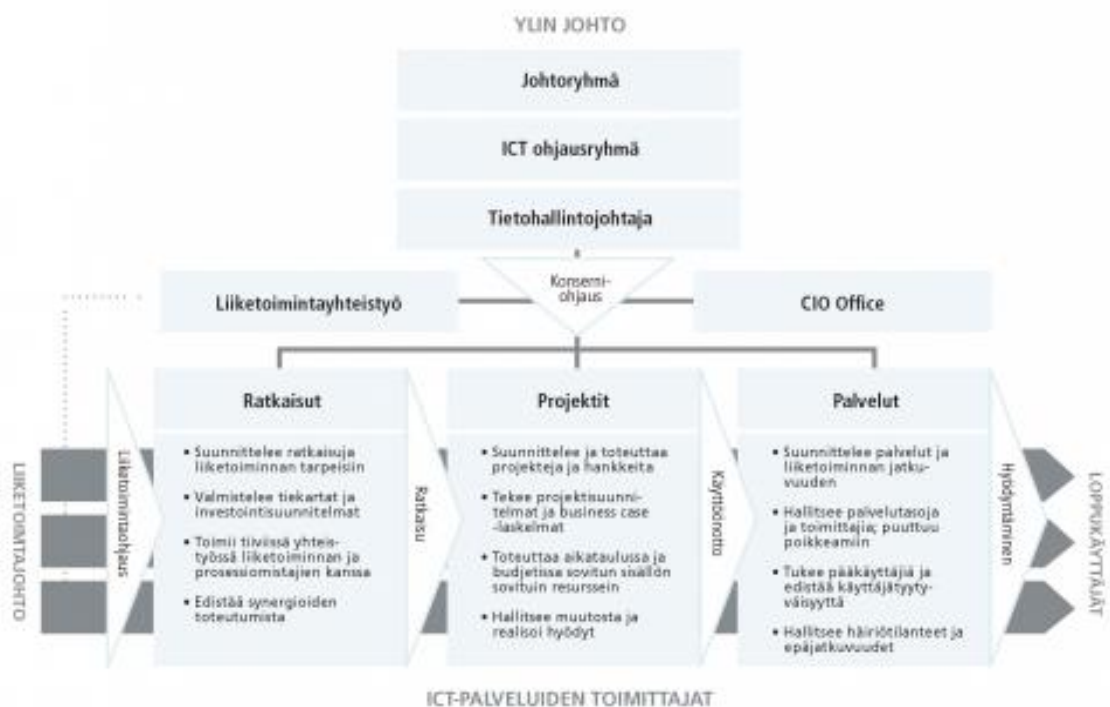 YLIN JOHTO
Johtoryhmä
ICT ohjausryhmä
Tietohallintojohtaja
Konserni-
ohjaus
Liiketoimintayhteistyö
CIO Office
LIIKETOIMITAJOHTO
Liiketoimintaohjaus
Ratkaisut
• Suunnittelee ratkaisuja
liiketoiminnan tarpeisiin
• Valmistelee tiekartat ja
investointisuunnitelmat
• Toimii tiiviissä yhteis-
työssä liiketoiminnan ja
prosessiomistajien kanssa
• Edistää synergioiden
toteutumista
Ratkaisu
Projektit
• Suunnittelee ja toteuttaa
projekteja ja hankkeita
• Tekee projektisuunni-
telmat ja business case
-laskelmat
• Toteuttaa aikataulussa ja
budjetissa sovitun sisällön
sovituin resurssein
• Hallitsee muutosta ja
realisoi hyödyt
Käyttöönotto
Palvelut
• Suunnittelee palvelut ja
liiketoiminnan jatku-
vuuden
• Hallitsee palvelutasoja
ja toimittajia; puuttuu
poikkeamiin
• Tukee pääkäyttäjiä ja
edistää käyttäjätyyty-
väisyyttä
• Hallitsee häiriötilanteet ja
epäjatkuvuudet
Hyödyntäminen
LOPPUKÄYTTÄJÄT
ICT-PALVELUIDEN TOIMITTAJAT